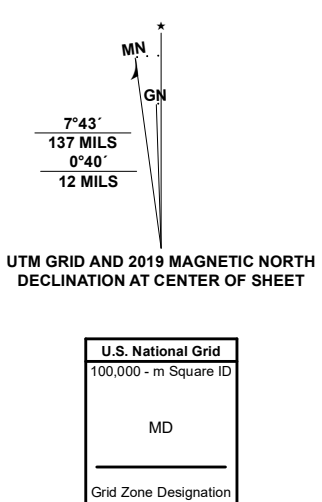 ★
MN
GN
7°43´
137 MILS
0°40´
12 MILS
UTM GRID AND 2019 MAGNETIC NORTH
DECLINATION AT CENTER OF SHEET
U.S. National Grid
100,000 - m Square ID
MD
Grid Zone Designation